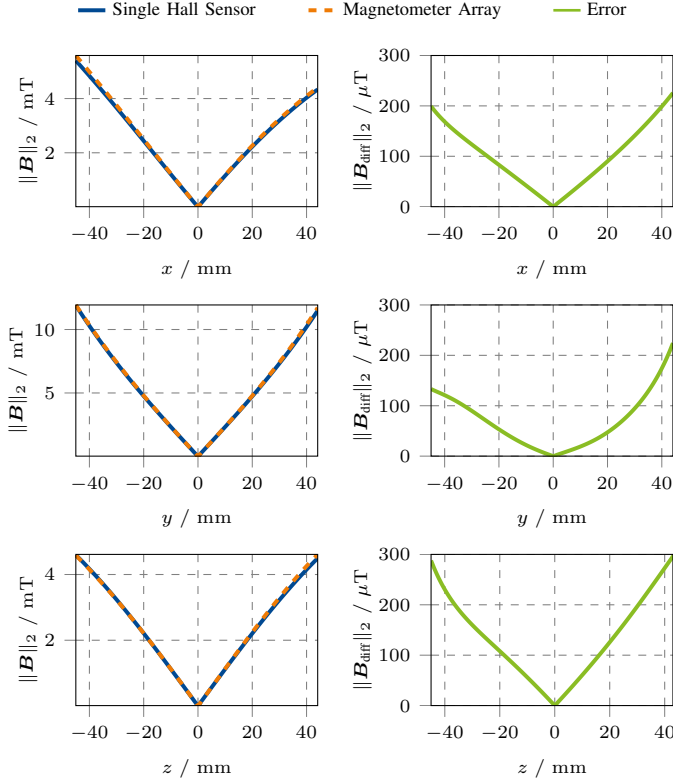 Single Hall Sensor Magnetometer Array Error
‖B‖₂ / mT
4
2
−40 −20 0 20 40
x / mm
‖B_diff‖₂ / μT
300
200
100
0
−40 −20 0 20 40
x / mm
‖B‖₂ / mT
10
5
−40 −20 0 20 40
y / mm
‖B_diff‖₂ / μT
300
200
100
0
−40 −20 0 20 40
y / mm
‖B‖₂ / mT
4
2
−40 −20 0 20 40
z / mm
‖B_diff‖₂ / μT
300
200
100
0
−40 −20 0 20 40
z / mm